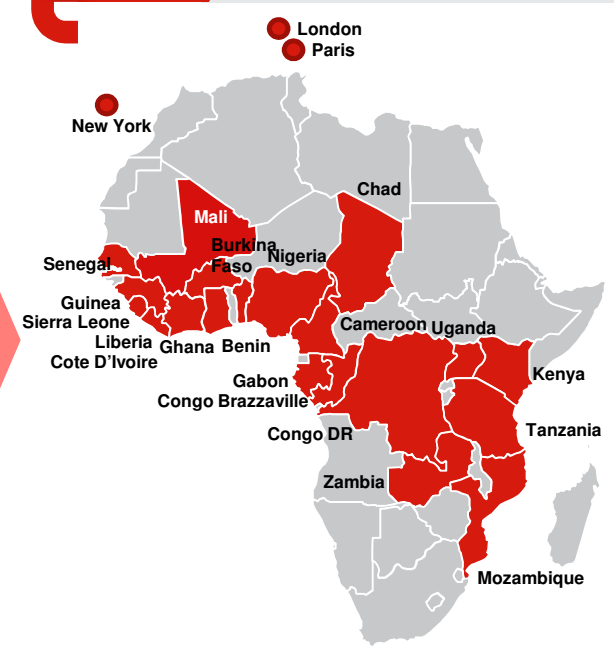 London
Paris
New York
Chad
Mali
Burkina
Faso
Nigeria
Senegal
Guinea
Sierra Leone
Liberia
Cote D'Ivoire
Ghana
Benin
Cameroon
Uganda
Gabon
Congo Brazzaville
Kenya
Congo DR
Tanzania
Zambia
Mozambique